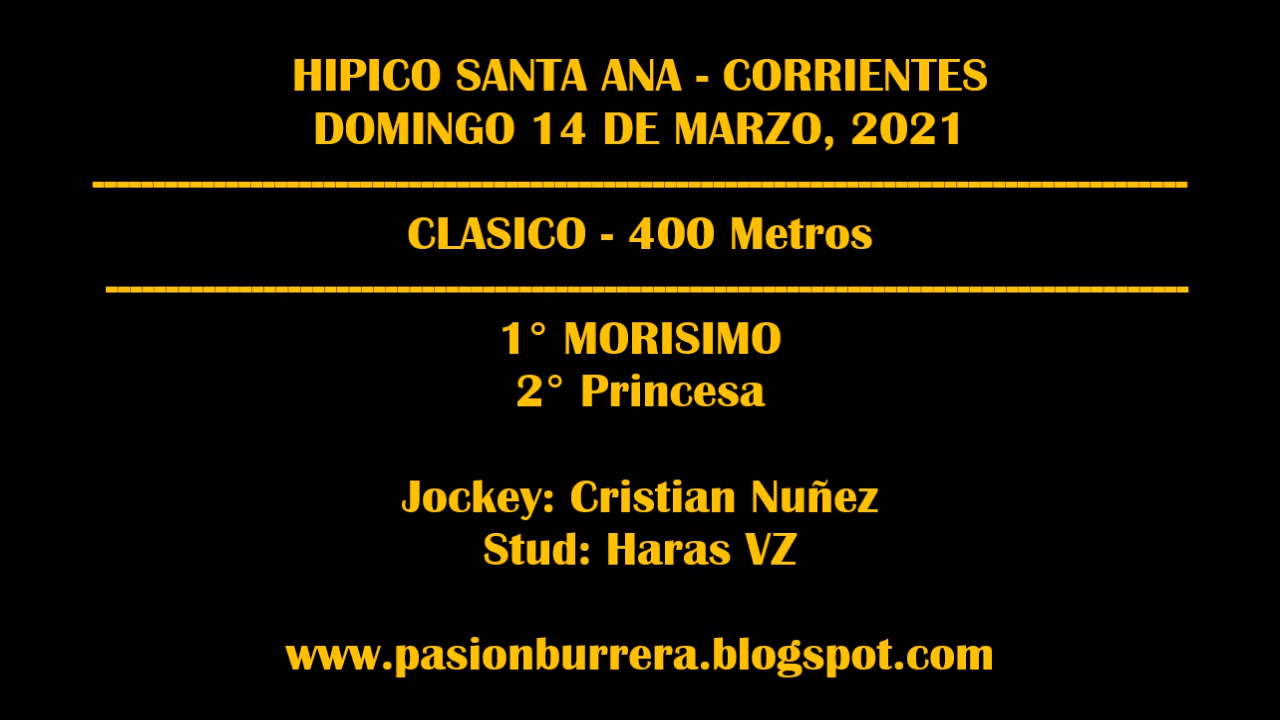 HIPICO SANTA ANA - CORRIENTES
DOMINGO 14 DE MARZO, 2021
CLASICO - 400 Metros
1° MORISIMO
2° Princesa
Jockey: Cristian Nuñez
Stud: Haras VZ
www.pasionburrera.blogspot.com